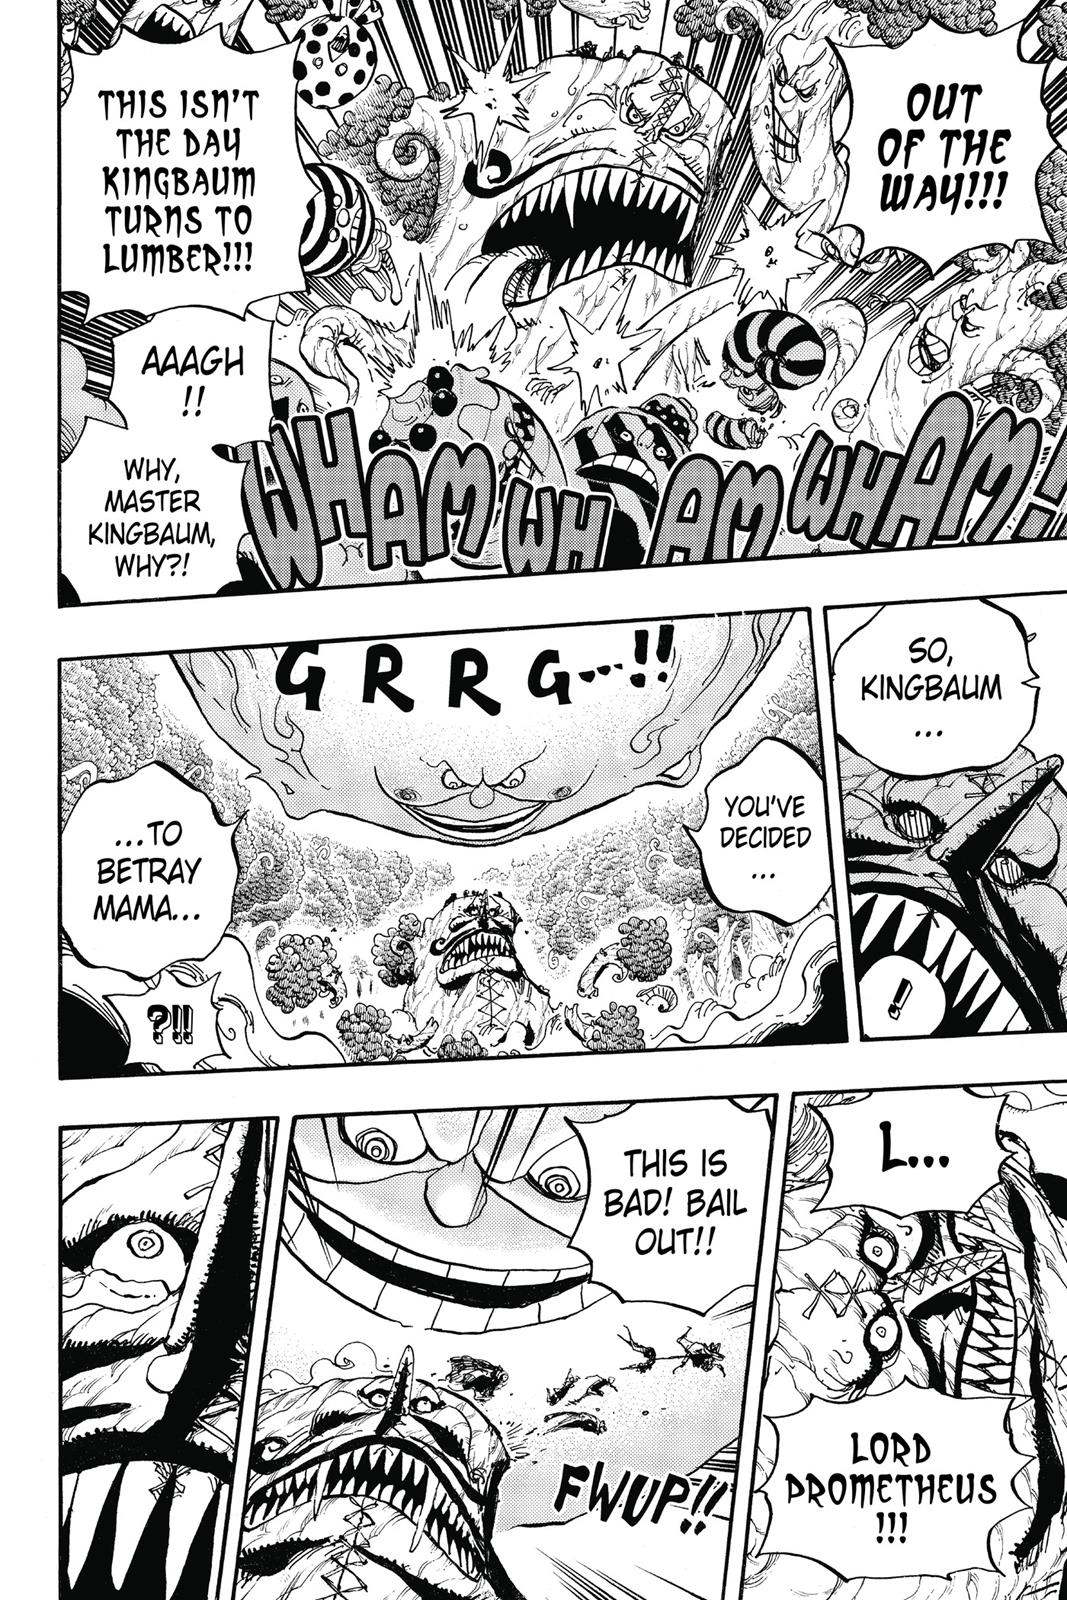 OUT
OF THE
WAY!!!
THIS ISN'T
THE DAY
KINGBAUM
TURNS TO
LUMBER!!!
AAAGH
!!
WHY,
MASTER
KINGBAUM,
WHY?!
WHAM WHAM WHAM!!
SO,
KINGBAUM
...
!
GRRG...!!
YOU'VE
DECIDED
...
...TO
BETRAY
MAMA...
?!!
L...
LORD
PROMETHEUS
!!!
THIS IS
BAD! BAIL
OUT!!
FWUP!!